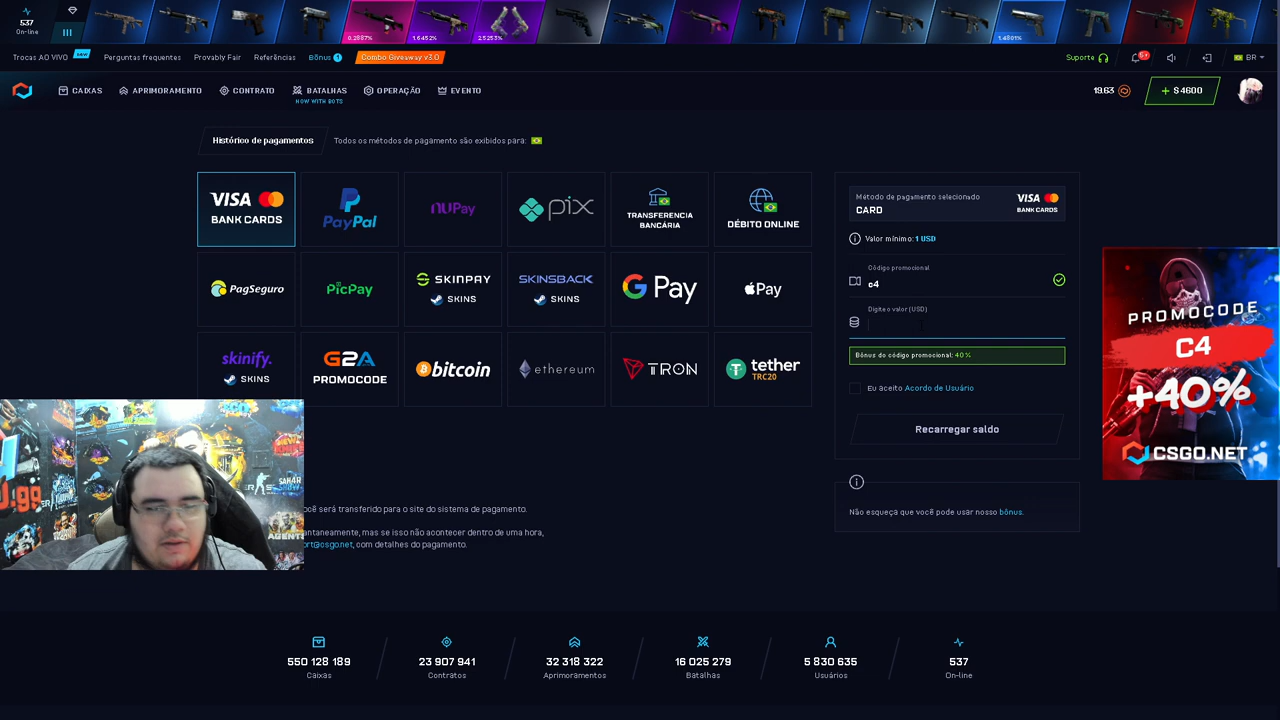 537
On-line
0.2887%
1.6452%
2.5253%
1.4801%
Trocas AO VIVO NEW
Perguntas frequentes
Provably Fair
Referências
Bônus 1
Combo Giveaway v3.0
Suporte
5+
BR
CAIXAS
APRIMORAMENTO
CONTRATO
BATALHAS
NOW WITH BOTS
OPERAÇÃO
EVENTO
19.63
+ $ 4600
Histórico de pagamentos
Todos os métodos de pagamento são exibidos para:
VISA
BANK CARDS
PayPal
nuPay
pix
TRANSFERENCIA
BANCÁRIA
DÉBITO ONLINE
PagSeguro
PicPay
SKINPAY
SKINS
SKINSBACK
SKINS
G Pay
Pay
skinify.
SKINS
G2A
PROMOCODE
bitcoin
ethereum
TRON
tether
TRC20
Método de pagamento selecionado
CARD
VISA
BANK CARDS
Valor mínimo: 1 USD
Código promocional
c4
Digite o valor (USD)
Bônus do código promocional: 40%
Eu aceito Acordo de Usuário
Recarregar saldo
Não esqueça que você pode usar nosso bônus.
PROMOCODE
C4
+40%
CSGO.NET
ocê será transferido para o site do sistema de pagamento.
antaneamente, mas se isso não acontecer dentro de uma hora,
ort@csgo.net, com detalhes do pagamento.
550 128 189
Caixas
23 907 941
Contratos
32 318 322
Aprimoramentos
16 025 279
Batalhas
5 830 635
Usuários
537
On-line